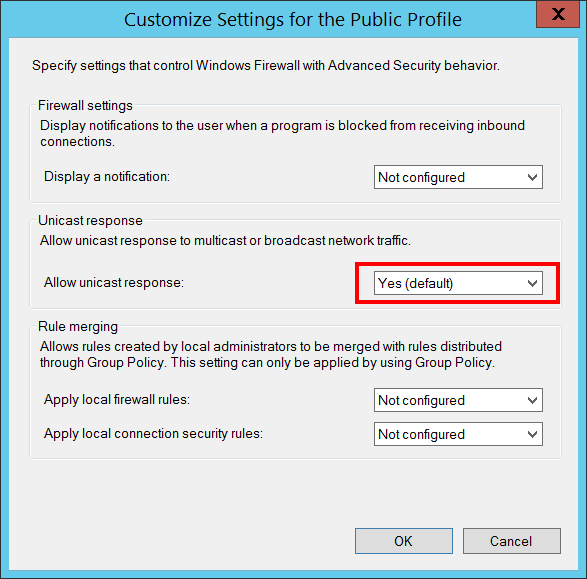 Customize Settings for the Public Profile
X
Specify settings that control Windows Firewall with Advanced Security behavior.
Firewall settings
Display notifications to the user when a program is blocked from receiving inbound
connections.
Display a notification: Not configured
Unicast response
Allow unicast response to multicast or broadcast network traffic.
Allow unicast response: Yes (default)
Rule merging
Allows rules created by local administrators to be merged with rules distributed
through Group Policy. This setting can only be applied by using Group Policy.
Apply local firewall rules: Not configured
Apply local connection security rules: Not configured
OK Cancel